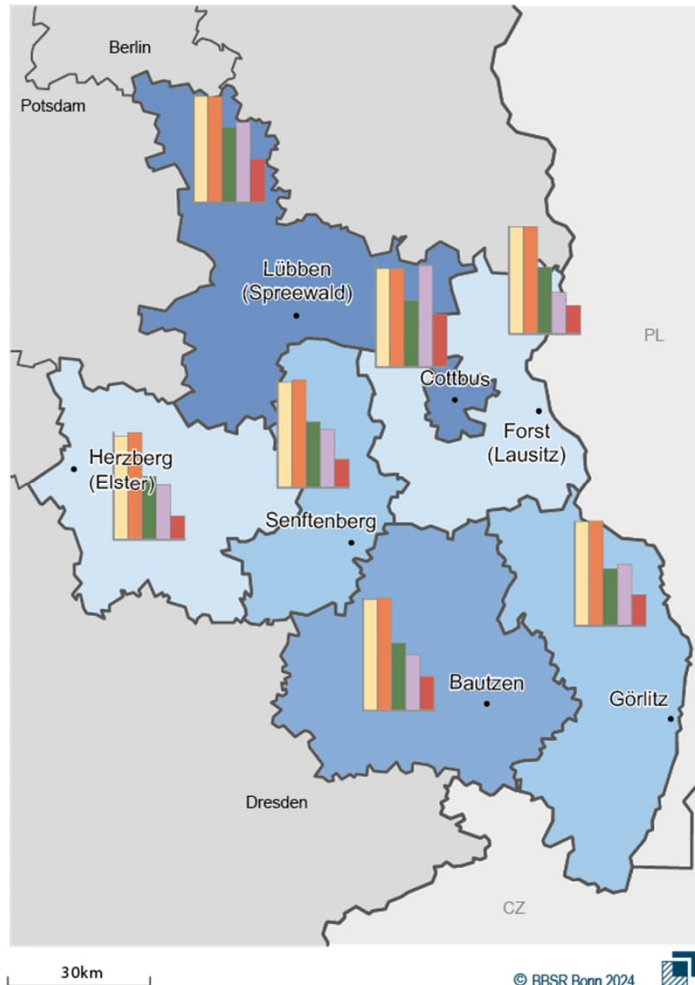 Berlin
Potsdam
Lübben
(Spreewald)
PL
Cottbus
Forst
(Lausitz)
Herzberg
(Elster)
Senftenberg
Bautzen
Görlitz
Dresden
CZ
30km
© BBSR Bonn 2024